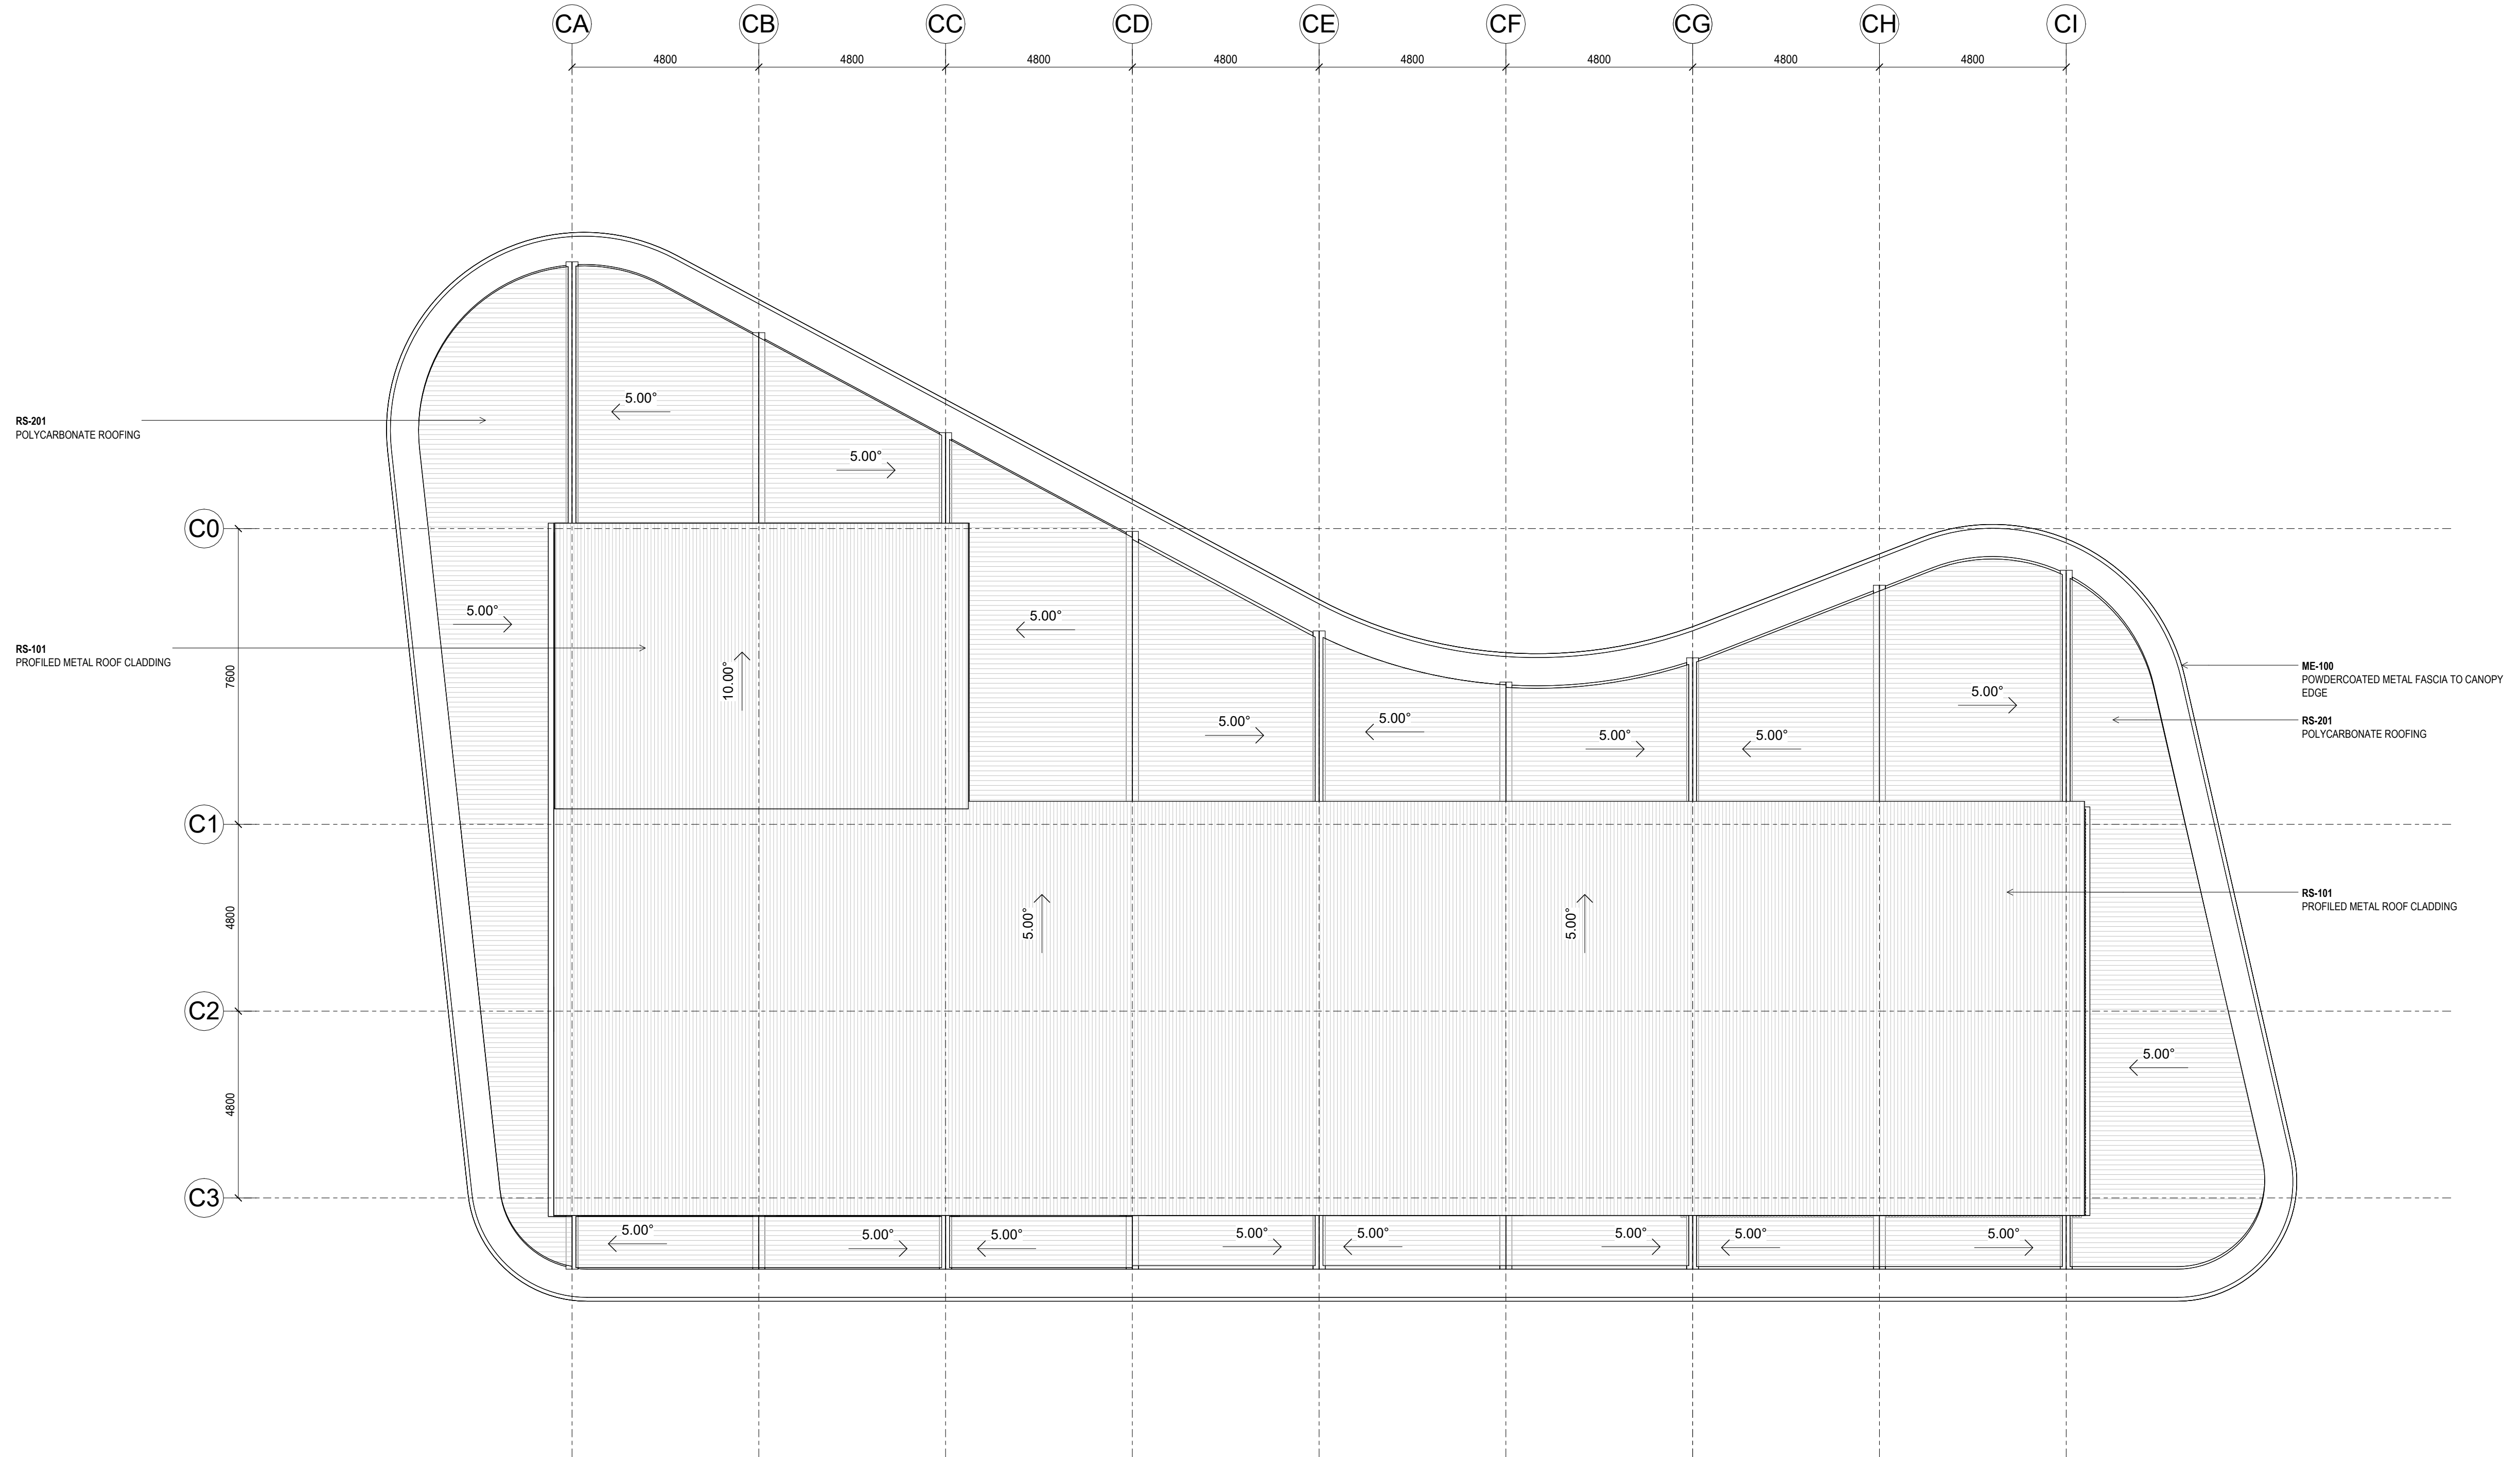 CA CB CC CD CE CF CG CH CI
4800 4800 4800 4800 4800 4800 4800 4800
5.00°
RS-201
POLYCARBONATE ROOFING
5.00°
C0
5.00°
5.00°
RS-101
PROFILED METAL ROOF CLADDING
7600
10.00°
ME-100
POWDERCOATED METAL FASCIA TO CANOPY
EDGE
5.00°
5.00°
5.00°
RS-201
POLYCARBONATE ROOFING
5.00°
5.00°
C1
RS-101
PROFILED METAL ROOF CLADDING
4800
5.00°
5.00°
C2
5.00°
4800
C3
5.00° 5.00° 5.00° 5.00° 5.00° 5.00° 5.00° 5.00°